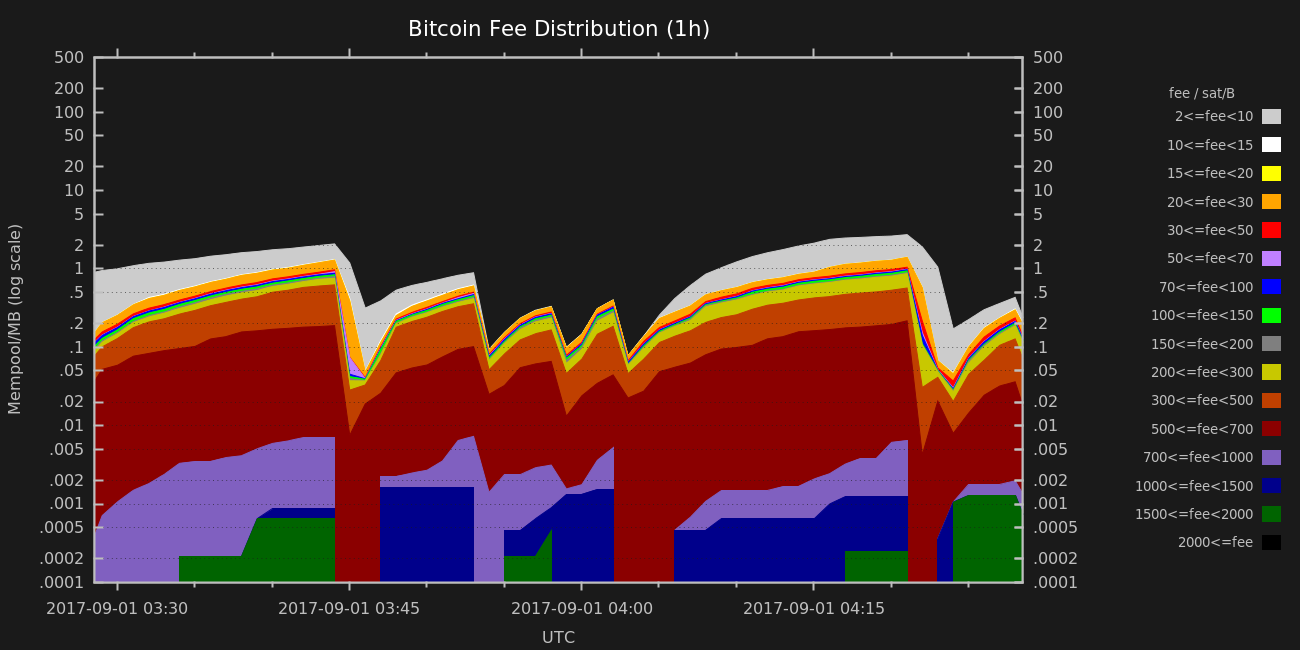 Bitcoin Fee Distribution (1h)
Mempool/MB (log scale)
500
200
100
50
20
10
5
2
1
.5
.2
.1
.05
.02
.01
.005
.002
.001
.0005
.0002
.0001
500
200
100
50
20
10
5
2
1
.5
.2
.1
.05
.02
.01
.005
.002
.001
.0005
.0002
.0001
2017-09-01 03:30
2017-09-01 03:45
2017-09-01 04:00
2017-09-01 04:15
UTC
fee / sat/B
2<=fee<10
10<=fee<15
15<=fee<20
20<=fee<30
30<=fee<50
50<=fee<70
70<=fee<100
100<=fee<150
150<=fee<200
200<=fee<300
300<=fee<500
500<=fee<700
700<=fee<1000
1000<=fee<1500
1500<=fee<2000
2000<=fee